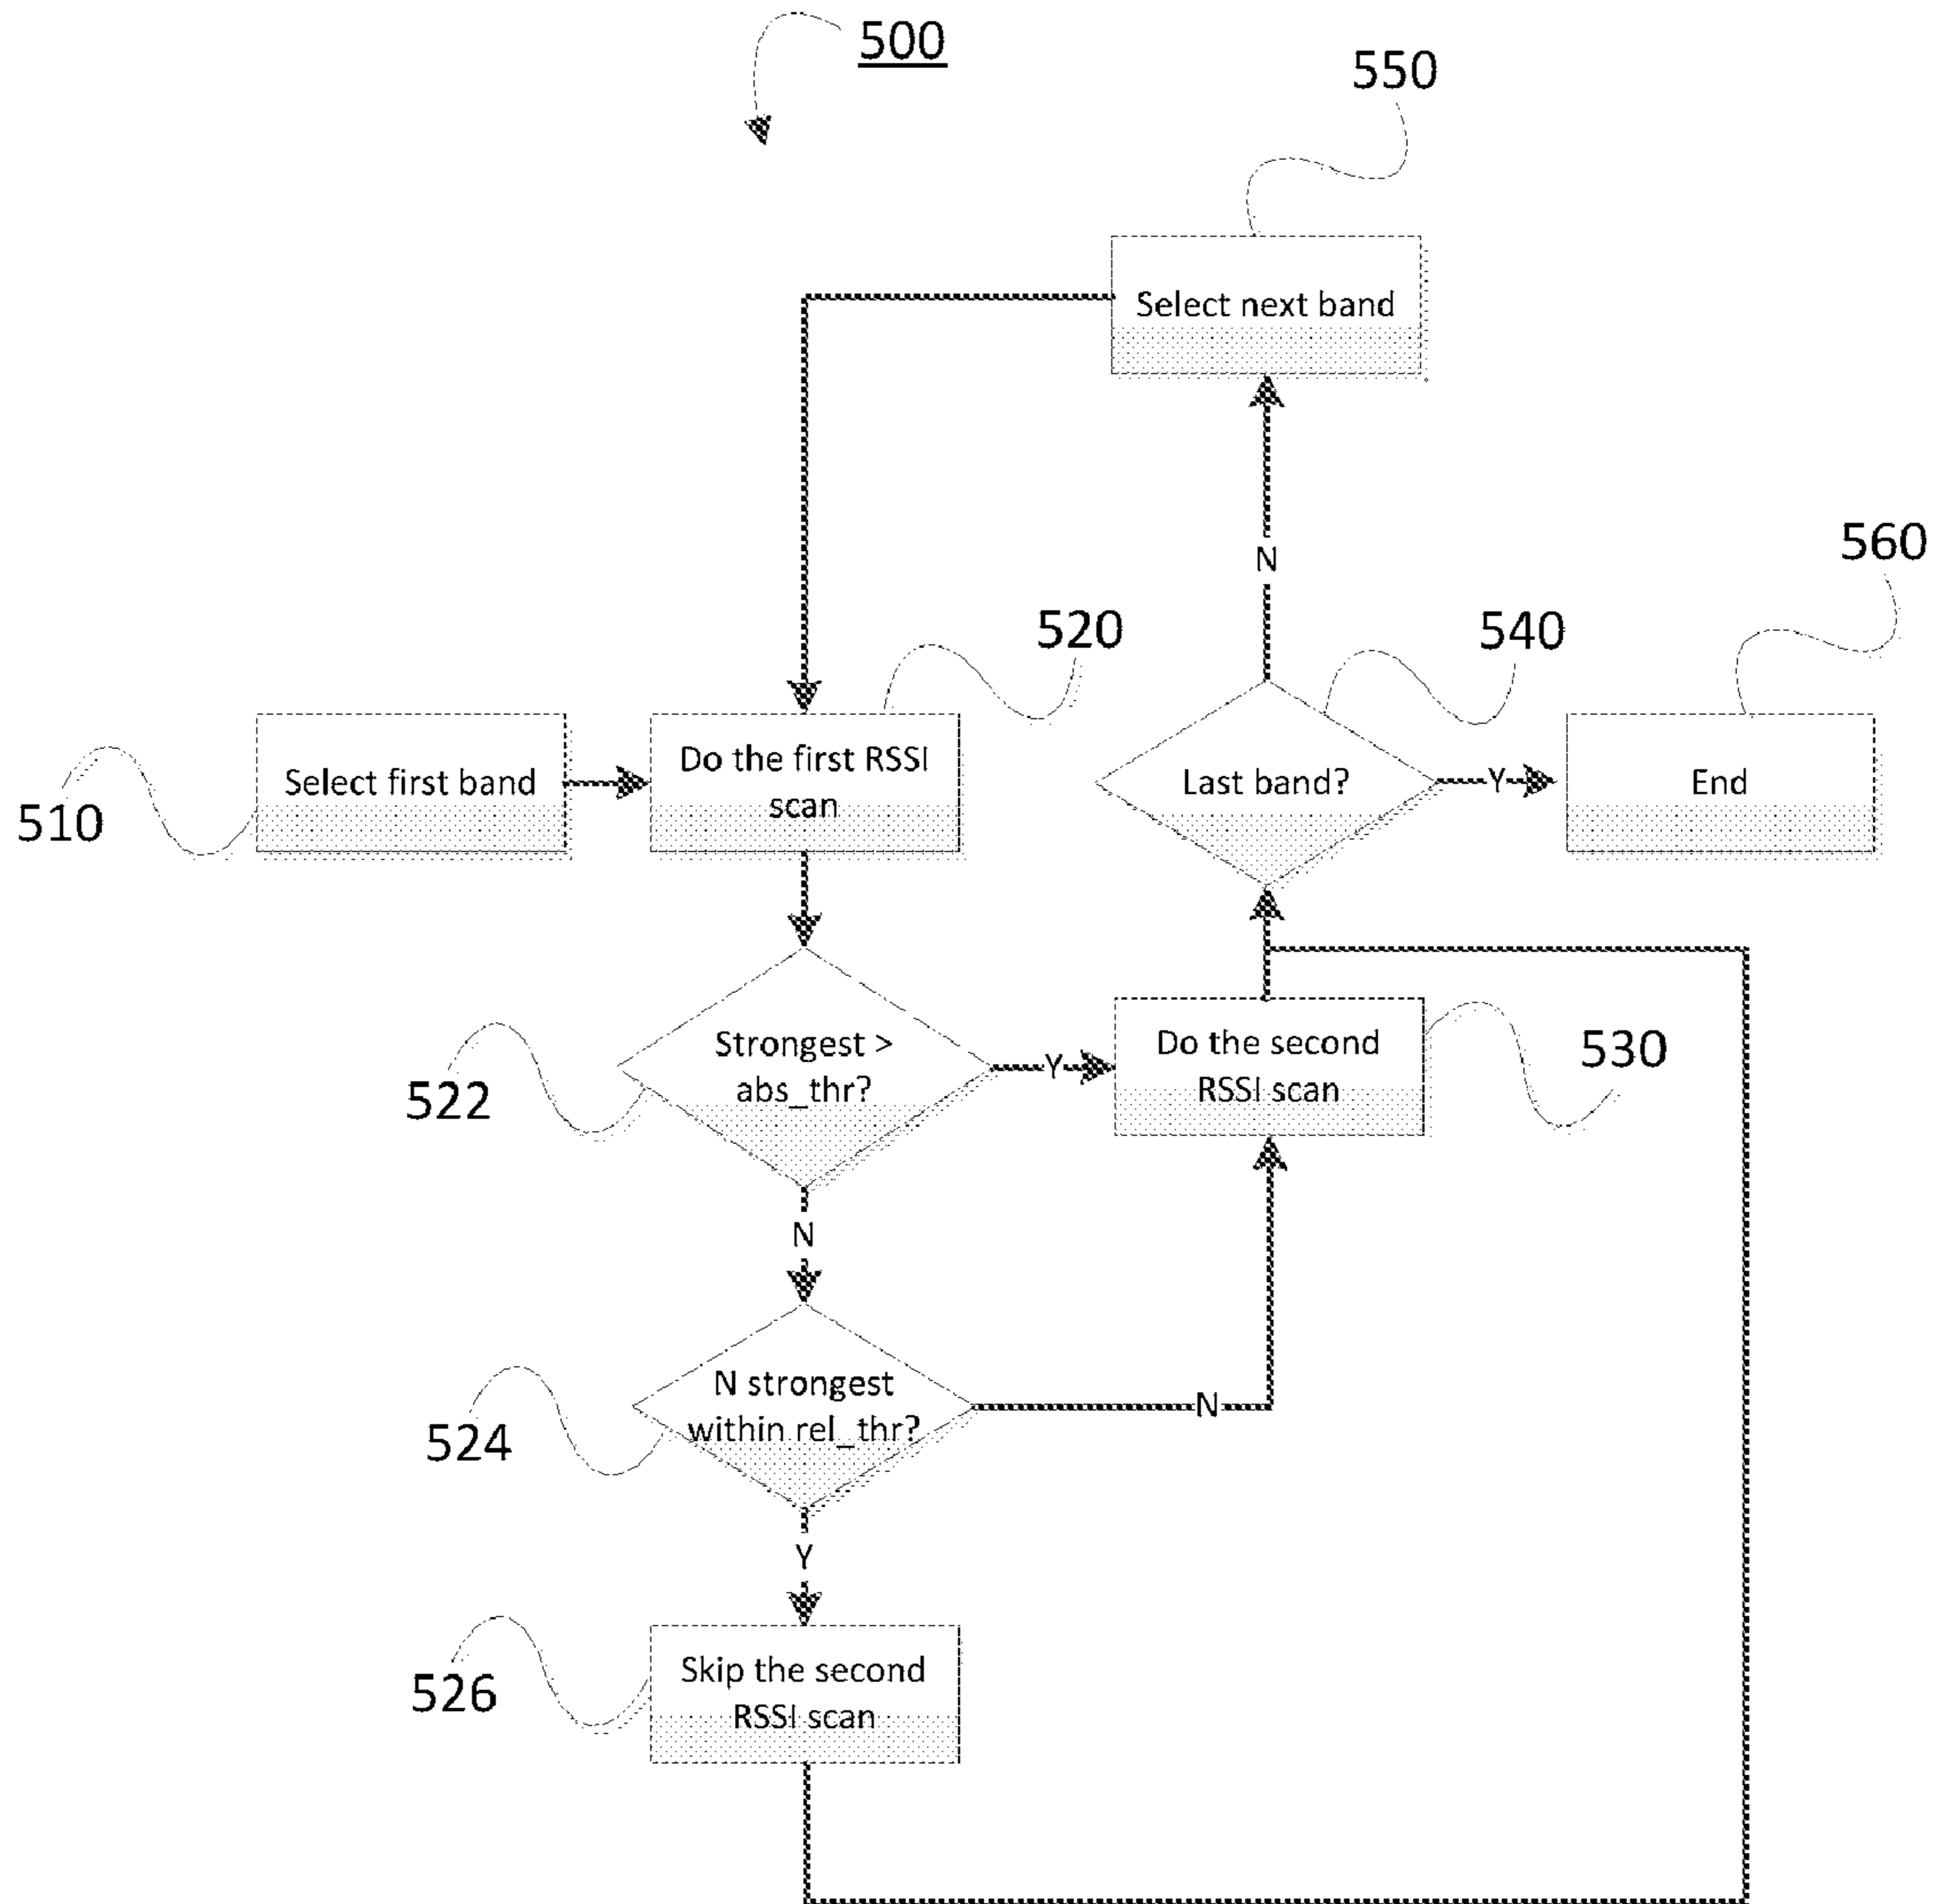 500
550
Select next band
N
560
520
540
Select first band
Do the first RSSI
scan
Last band?
Y
End
510
Strongest >
abs_thr?
Y
Do the second
RSSI scan
530
522
N
N strongest
within rel_thr?
N
524
Y
Skip the second
RSSI scan
526